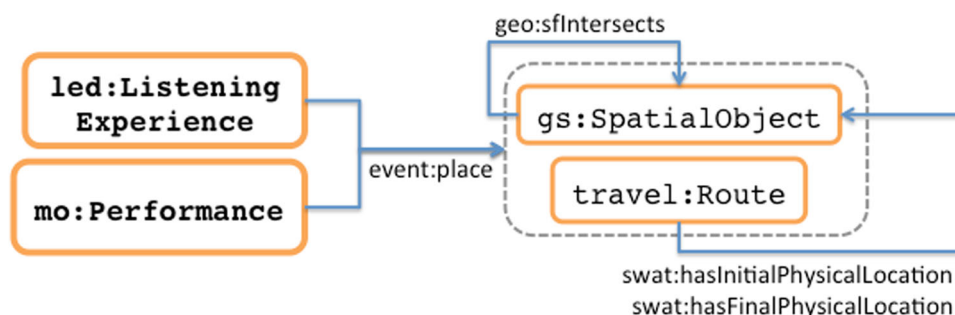 geo:sfIntersects
led:Listening
Experience
gs:SpatialObject
event:place
mo:Performance
travel:Route
swat:hasInitialPhysicalLocation
swat:hasFinalPhysicalLocation